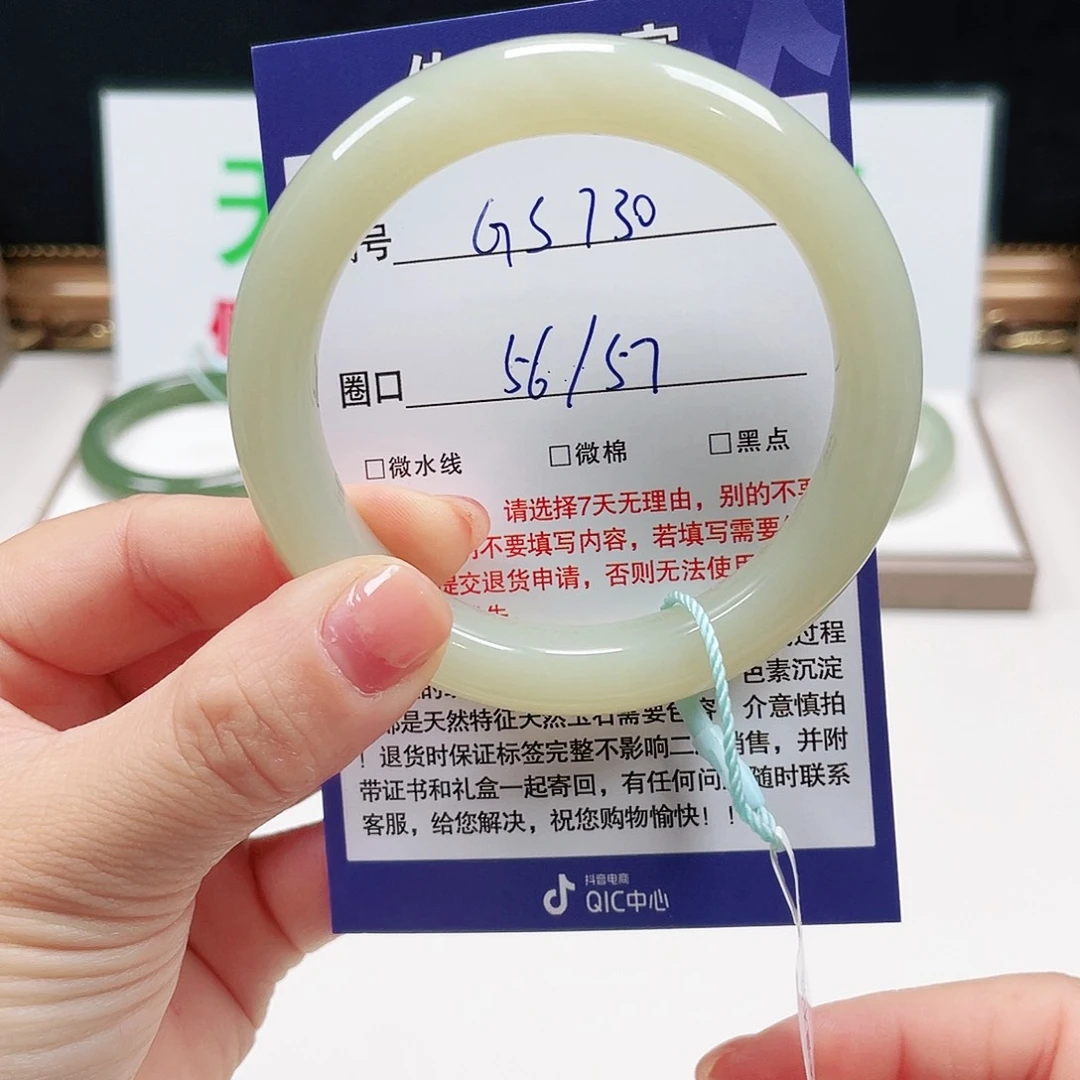 号 GS730
圈口 56/57
□微水线 □微棉 □黑点
请选择7天无理由，别的不要
不要填写内容，若填写需要
提交退货申请，否则无法使用
过程
色素沉淀
都是天然特征天然玉石需要包容 介意慎拍
！退货时保证标签完整不影响二 销售，并附
带证书和礼盒一起寄回，有任何问 随时联系
客服，给您解决，祝您购物愉快！！
抖音电商
QIC中心